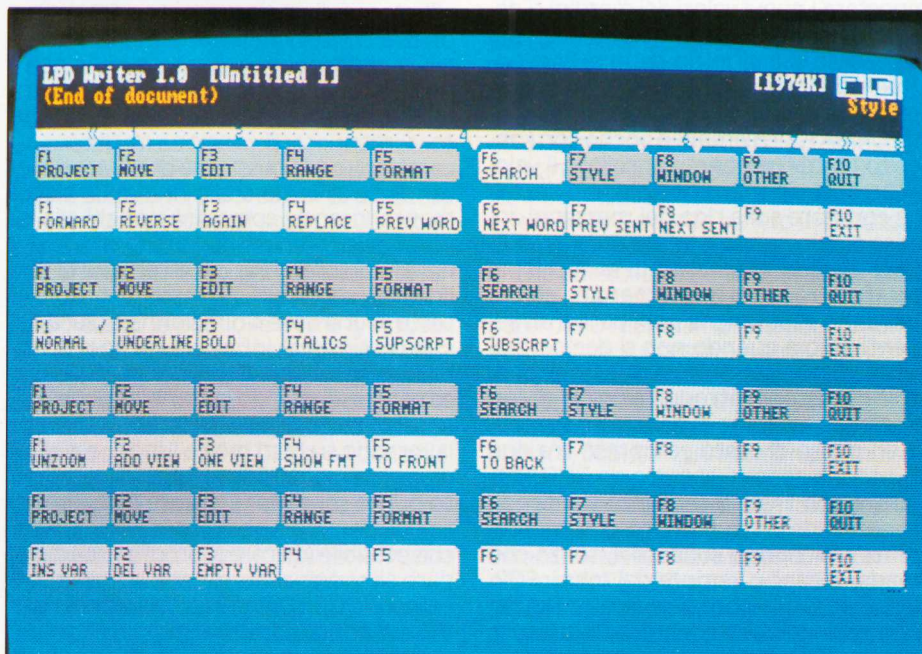 LPD Writer 1.0 [Untitled 1] [1974K]
(End of document) Style
1 2 3 4 5 6 7 8
F1 F2 F3 F4 F5 F6 F7 F8 F9 F10
PROJECT MOVE EDIT RANGE FORMAT SEARCH STYLE WINDOW OTHER QUIT
F1 F2 F3 F4 F5 F6 F7 F8 F9 F10
FORWARD REVERSE AGAIN REPLACE PREV WORD NEXT WORD PREV SENT NEXT SENT EXIT
F1 F2 F3 F4 F5 F6 F7 F8 F9 F10
PROJECT MOVE EDIT RANGE FORMAT SEARCH STYLE WINDOW OTHER QUIT
F1 ✓ F2 F3 F4 F5 F6 F7 F8 F9 F10
NORMAL UNDERLINE BOLD ITALICS SUPSCRPT SUBSCRPT EXIT
F1 F2 F3 F4 F5 F6 F7 F8 F9 F10
PROJECT MOVE EDIT RANGE FORMAT SEARCH STYLE WINDOW OTHER QUIT
F1 F2 F3 F4 F5 F6 F7 F8 F9 F10
UNZOOM ADD VIEW ONE VIEW SHOW FMT TO FRONT TO BACK EXIT
F1 F2 F3 F4 F5 F6 F7 F8 F9 F10
PROJECT MOVE EDIT RANGE FORMAT SEARCH STYLE WINDOW OTHER QUIT
F1 F2 F3 F4 F5 F6 F7 F8 F9 F10
INS VAR DEL VAR EMPTY VAR EXIT